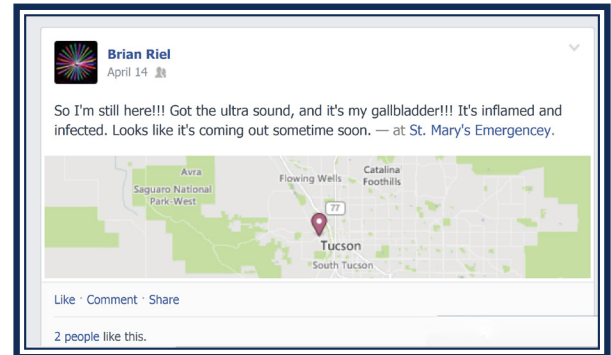 Brian Riel
April 14
So I'm still here!!! Got the ultra sound, and it's my gallbladder!!! It's inflamed and
infected. Looks like it's coming out sometime soon. — at St. Mary's Emergencey.
Avra
Catalina
Foothills
Flowing Wells
Saguaro National
Park-West
77
Tucson
South Tucson
Like · Comment · Share
2 people like this.